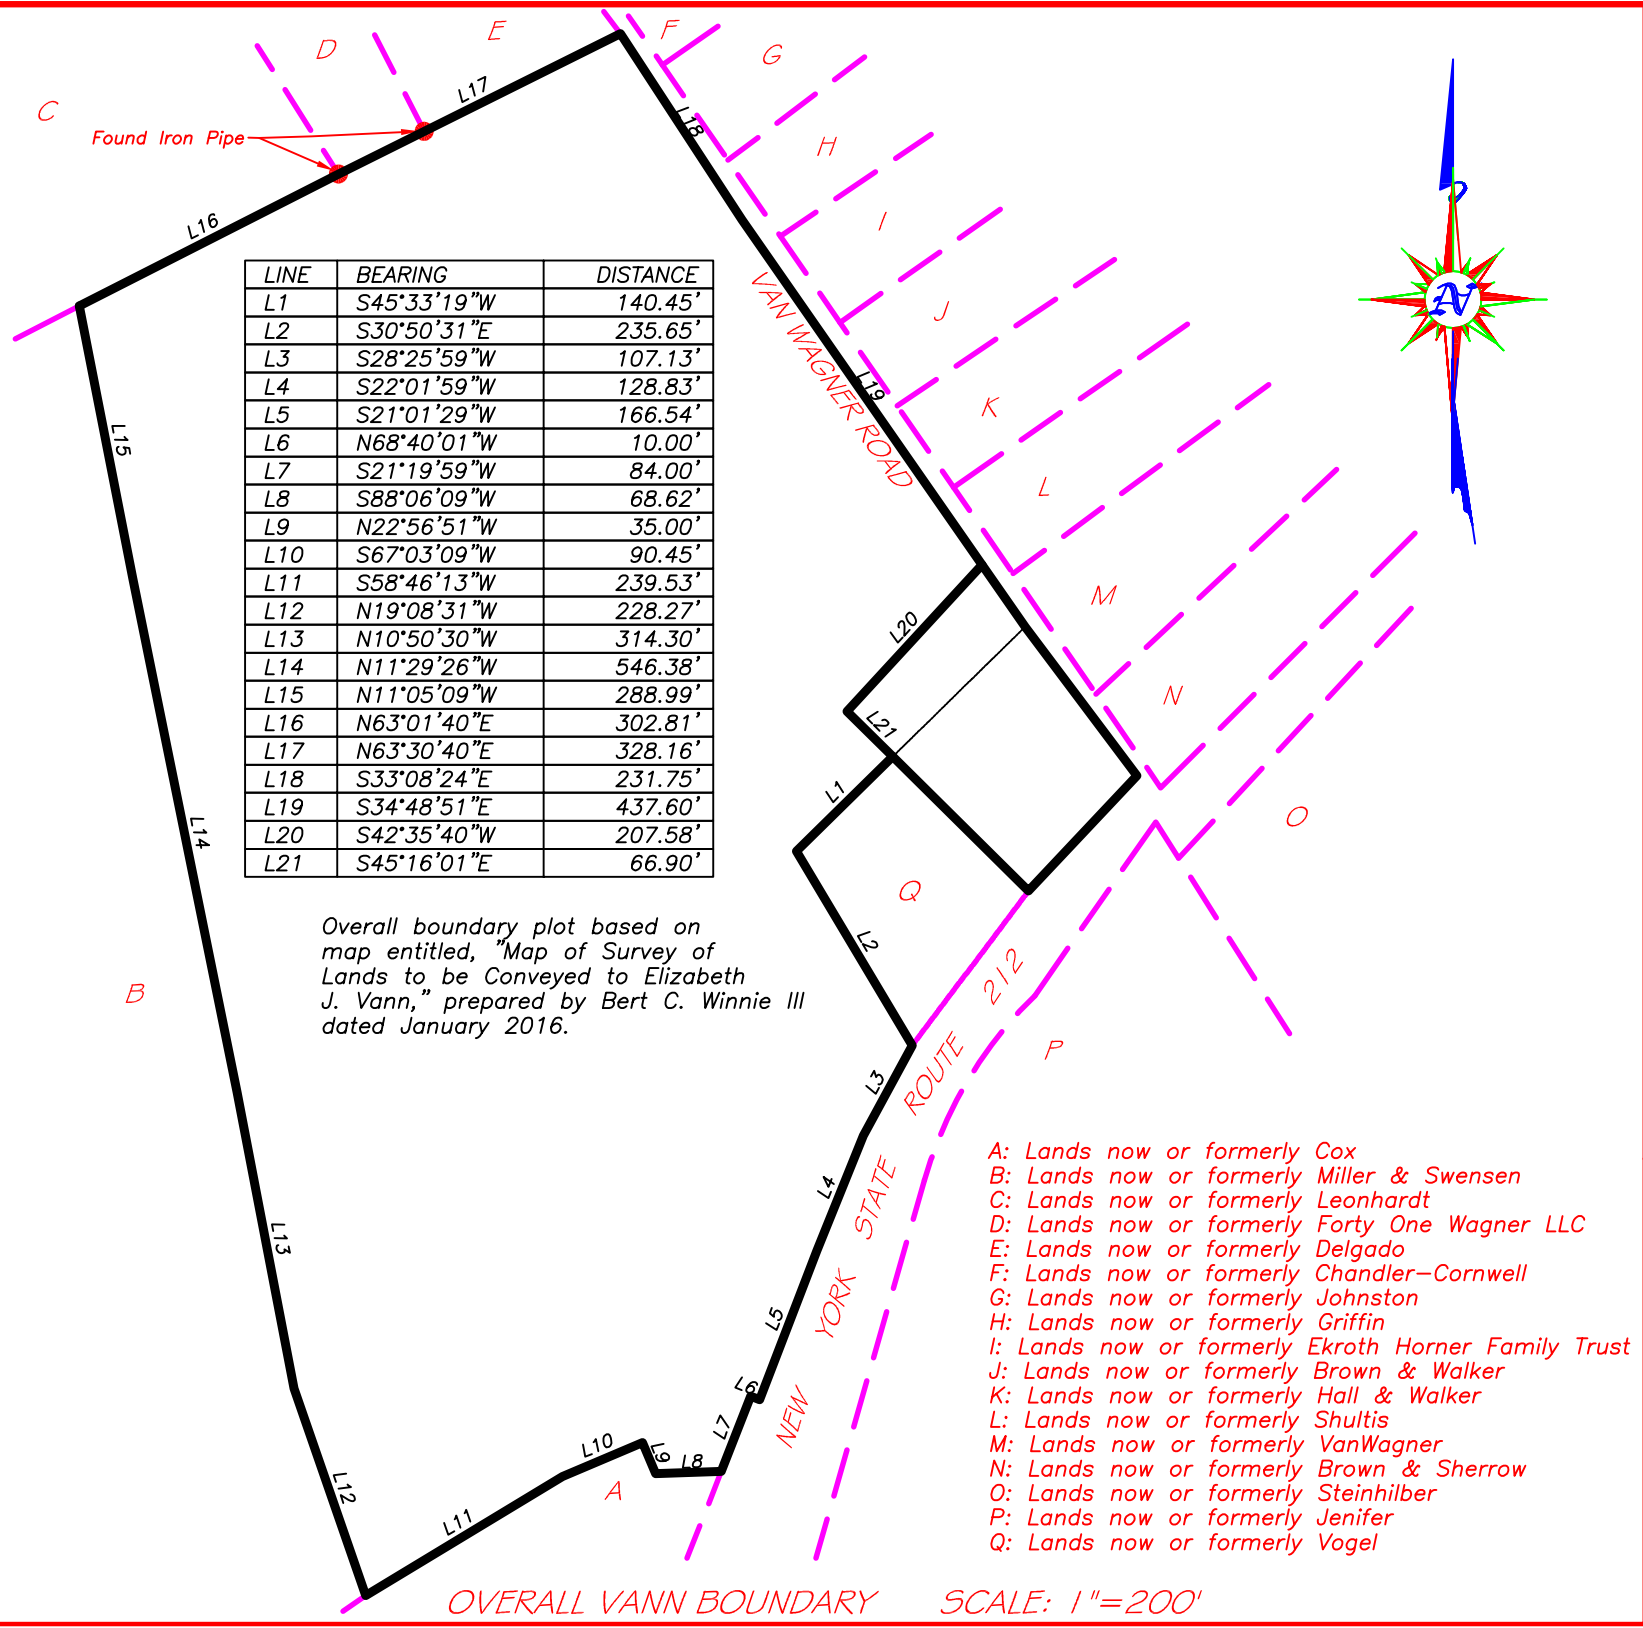 C
D
E
F
G
H
I
J
K
L
M
N
O
P
Q
A
B
Found Iron Pipe
L16
L17
L18
L19
L20
L21
L1
L2
L3
L4
L5
L6
L7
L8
L9
L10
L11
L12
L13
L14
L15
VAN WAGNER ROAD
NEW YORK STATE ROUTE 212
N
LINE BEARING DISTANCE
L1 S45°33'19"W 140.45'
L2 S30°50'31"E 235.65'
L3 S28°25'59"W 107.13'
L4 S22°01'59"W 128.83'
L5 S21°01'29"W 166.54'
L6 N68°40'01"W 10.00'
L7 S21°19'59"W 84.00'
L8 S88°06'09"W 68.62'
L9 N22°56'51"W 35.00'
L10 S67°03'09"W 90.45'
L11 S58°46'13"W 239.53'
L12 N19°08'31"W 228.27'
L13 N10°50'30"W 314.30'
L14 N11°29'26"W 546.38'
L15 N11°05'09"W 288.99'
L16 N63°01'40"E 302.81'
L17 N63°30'40"E 328.16'
L18 S33°08'24"E 231.75'
L19 S34°48'51"E 437.60'
L20 S42°35'40"W 207.58'
L21 S45°16'01"E 66.90'
Overall boundary plot based on
map entitled, "Map of Survey of
Lands to be Conveyed to Elizabeth
J. Vann," prepared by Bert C. Winnie III
dated January 2016.
A: Lands now or formerly Cox
B: Lands now or formerly Miller & Swensen
C: Lands now or formerly Leonhardt
D: Lands now or formerly Forty One Wagner LLC
E: Lands now or formerly Delgado
F: Lands now or formerly Chandler-Cornwell
G: Lands now or formerly Johnston
H: Lands now or formerly Griffin
I: Lands now or formerly Ekroth Horner Family Trust
J: Lands now or formerly Brown & Walker
K: Lands now or formerly Hall & Walker
L: Lands now or formerly Shultis
M: Lands now or formerly VanWagner
N: Lands now or formerly Brown & Sherrow
O: Lands now or formerly Steinhilber
P: Lands now or formerly Jenifer
Q: Lands now or formerly Vogel
OVERALL VANN BOUNDARY SCALE: 1"=200'